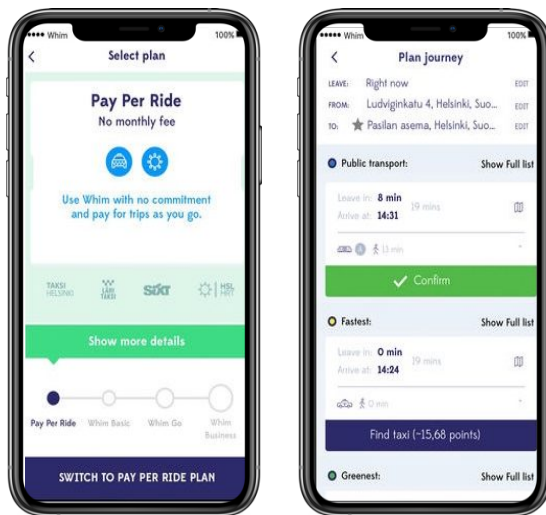 Whim
100%
Select plan
Pay Per Ride
No monthly fee
Use Whim with no commitment
and pay for trips as you go.
TAKSI
HELSINKI
LÄHI
TAKSI
SIXT
HSL
HRT
Show more details
Pay Per Ride
Whim Basic
Whim Go
Whim
Business
SWITCH TO PAY PER RIDE PLAN
Whim
100%
Plan journey
LEAVE: Right now EDIT
FROM: Ludviginkatu 4, Helsinki, Suo... EDIT
TO: Pasilan asema, Helsinki, Suo... EDIT
Public transport: Show Full list
Leave in: 8 min
19 mins
Arrive at: 14:31
13 min
Confirm
Fastest: Show Full list
Leave in: 0 min
19 mins
Arrive at: 14:24
0 min
Find taxi (~15,68 points)
Greenest: Show Full list